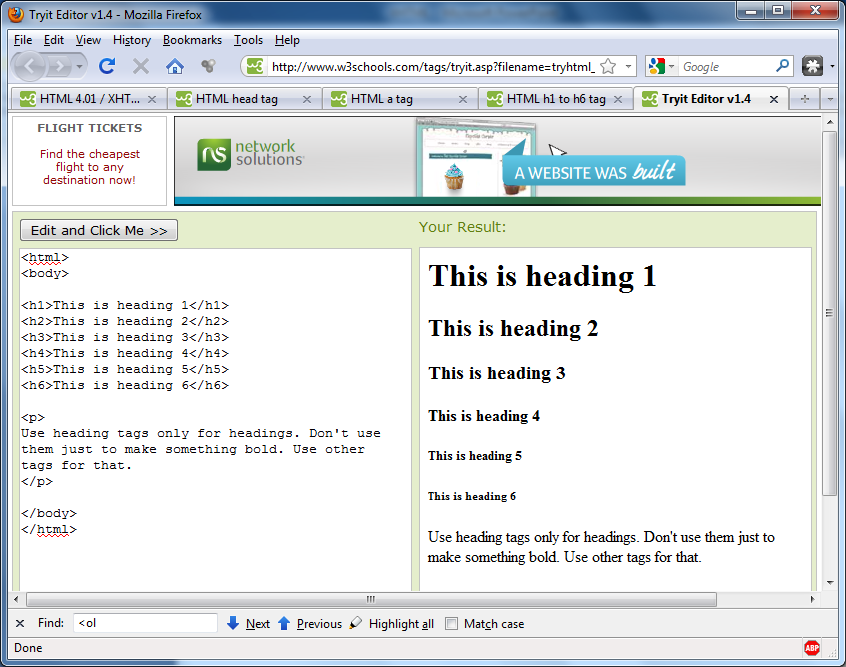 Tryit Editor v1.4 - Mozilla Firefox
File Edit View History Bookmarks Tools Help
http://www.w3schools.com/tags/tryit.asp?filename=tryhtml_ Google
HTML 4.01 / XHT... HTML head tag HTML a tag HTML h1 to h6 tag Tryit Editor v1.4
FLIGHT TICKETS
Find the cheapest
flight to any
destination now!
network
solutions
A WEBSITE WAS built
Edit and Click Me >>
<html>
<body>
<h1>This is heading 1</h1>
<h2>This is heading 2</h2>
<h3>This is heading 3</h3>
<h4>This is heading 4</h4>
<h5>This is heading 5</h5>
<h6>This is heading 6</h6>
<p>
Use heading tags only for headings. Don't use
them just to make something bold. Use other
tags for that.
</p>
</body>
</html>
Your Result:
This is heading 1
This is heading 2
This is heading 3
This is heading 4
This is heading 5
This is heading 6
Use heading tags only for headings. Don't use them just to
make something bold. Use other tags for that.
Find: <ol Next Previous Highlight all Match case
Done ABP